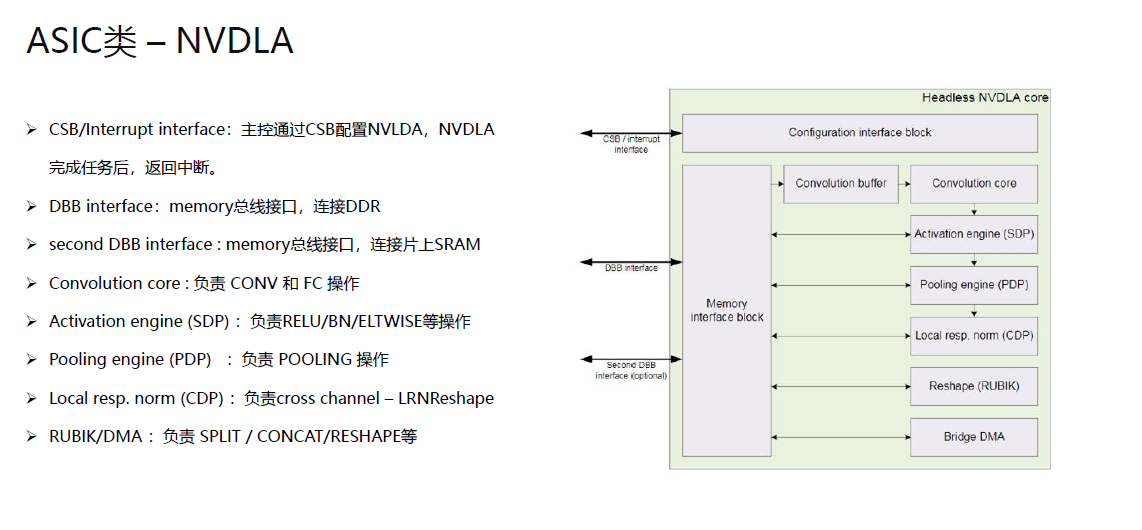 ASIC类 – NVDLA
➢ CSB/Interrupt interface：主控通过CSB配置NVLDA，NVDLA
完成任务后，返回中断。
➢ DBB interface：memory总线接口，连接DDR
➢ second DBB interface : memory总线接口，连接片上SRAM
➢ Convolution core : 负责 CONV 和 FC 操作
➢ Activation engine (SDP) ：负责RELU/BN/ELTWISE等操作
➢ Pooling engine (PDP) ：负责 POOLING 操作
➢ Local resp. norm (CDP) ：负责cross channel – LRNReshape
➢ RUBIK/DMA ：负责 SPLIT / CONCAT/RESHAPE等
Headless NVDLA core
CSB / interrupt
interface
Configuration interface block
Convolution buffer
Convolution core
Activation engine (SDP)
DBB interface
Pooling engine (PDP)
Memory
interface block
Local resp. norm (CDP)
Second DBB
interface (optional)
Reshape (RUBIK)
Bridge DMA